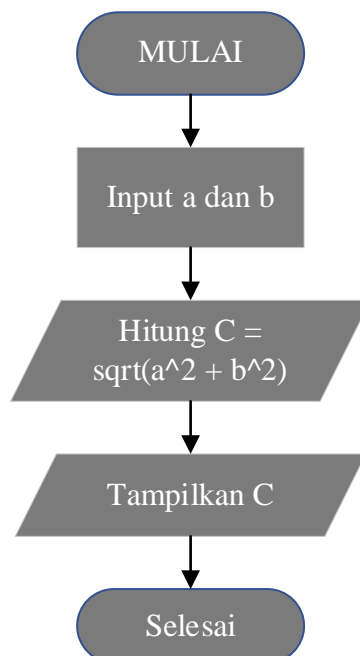 MULAI
Input a dan b
Hitung C =
sqrt(a^2 + b^2)
Tampilkan C
Selesai